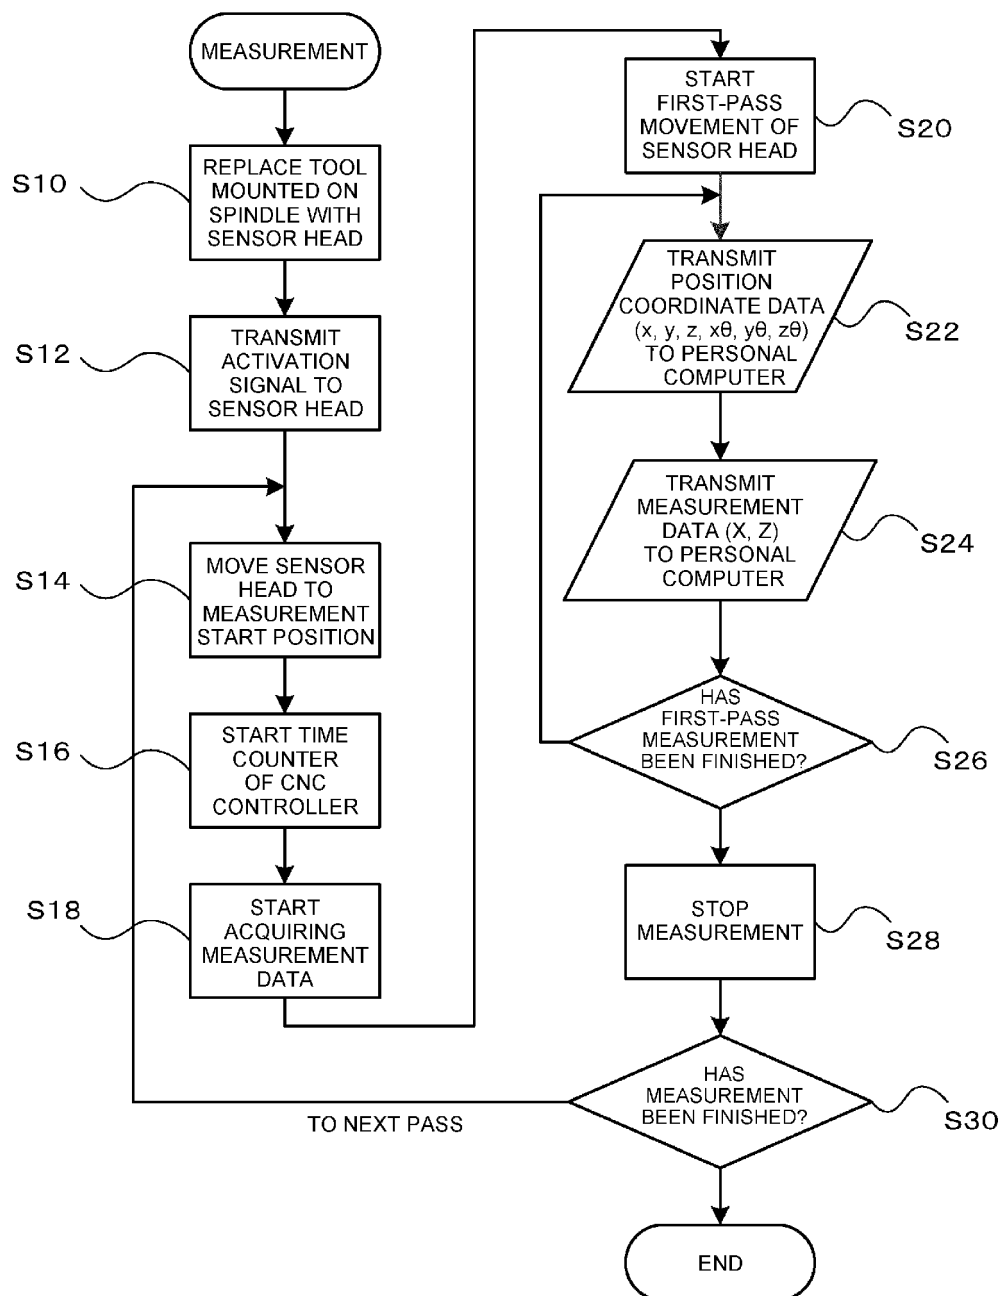 MEASUREMENT
S10
REPLACE TOOL
MOUNTED ON
SPINDLE WITH
SENSOR HEAD
S12
TRANSMIT
ACTIVATION
SIGNAL TO
SENSOR HEAD
S14
MOVE SENSOR
HEAD TO
MEASUREMENT
START POSITION
S16
START TIME
COUNTER
OF CNC
CONTROLLER
S18
START
ACQUIRING
MEASUREMENT
DATA
START
FIRST-PASS
MOVEMENT OF
SENSOR HEAD
S20
TRANSMIT
POSITION
COORDINATE DATA
(x, y, z, xθ, yθ, zθ)
TO PERSONAL
COMPUTER
S22
TRANSMIT
MEASUREMENT
DATA (X, Z)
TO PERSONAL
COMPUTER
S24
HAS
FIRST-PASS
MEASUREMENT
BEEN FINISHED?
S26
STOP
MEASUREMENT
S28
HAS
MEASUREMENT
BEEN FINISHED?
S30
TO NEXT PASS
END